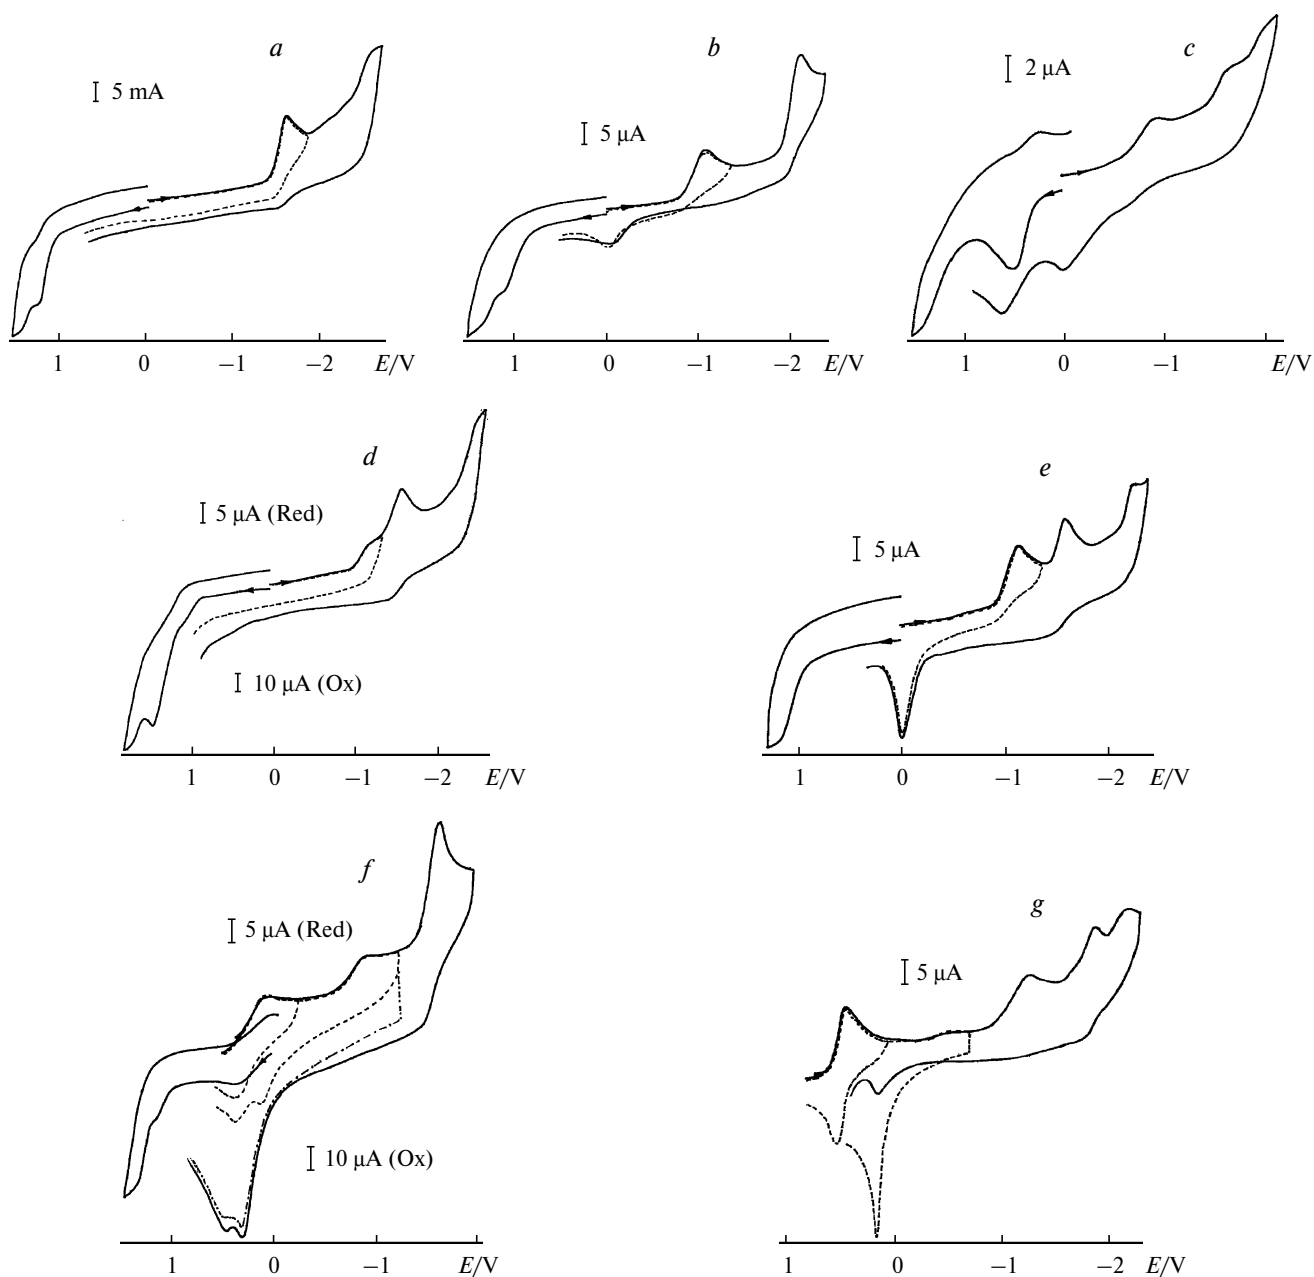 a
b
c
5 mA
5 μA
2 μA
1 0 −1 −2 E/V
1 0 −1 −2 E/V
1 0 −1 E/V
d
e
5 μA (Red)
5 μA
10 μA (Ox)
1 0 −1 −2 E/V
1 0 −1 −2 E/V
f
g
5 μA (Red)
5 μA
10 μA (Ox)
1 0 −1 E/V
1 0 −1 −2 E/V